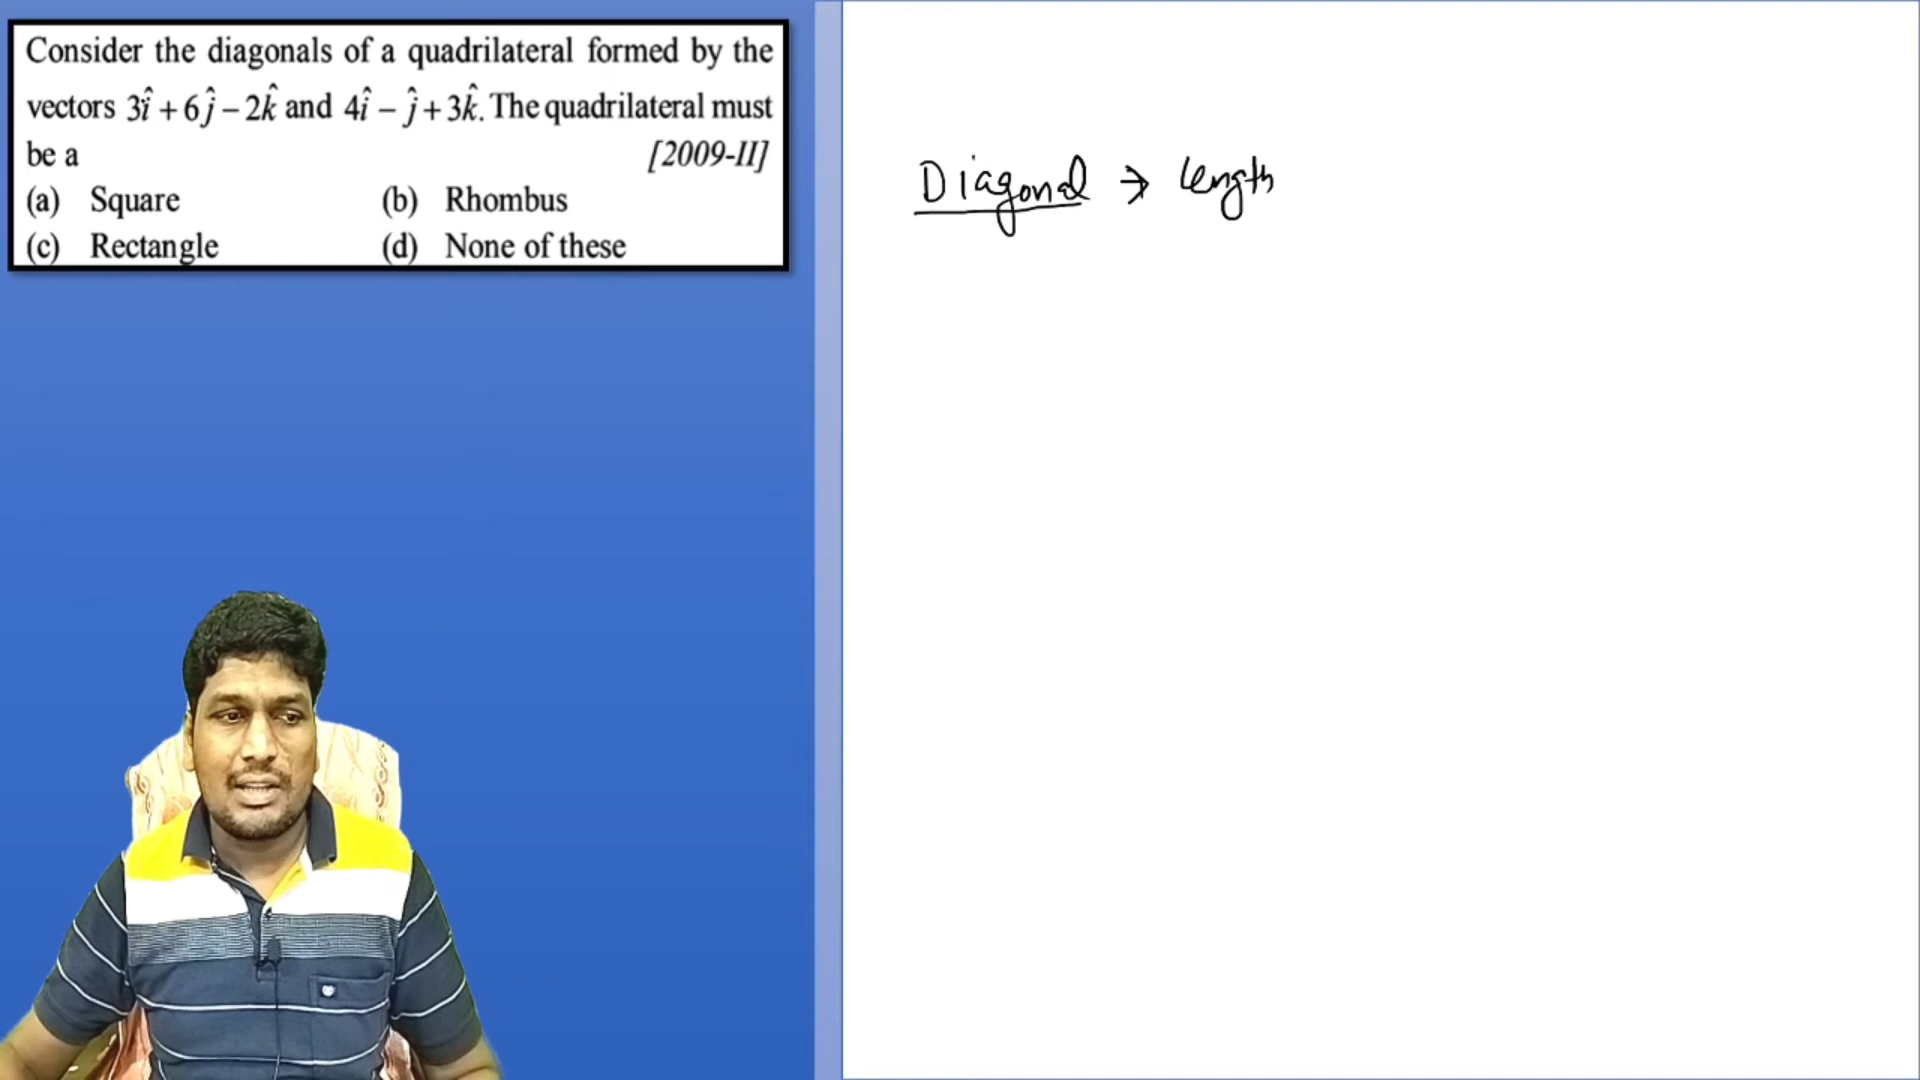 Consider the diagonals of a quadrilateral formed by the
vectors 3î + 6ĵ – 2k̂ and 4î – ĵ + 3k̂. The quadrilateral must
be a [2009-II]
(a) Square (b) Rhombus
(c) Rectangle (d) None of these
Diagonal → length